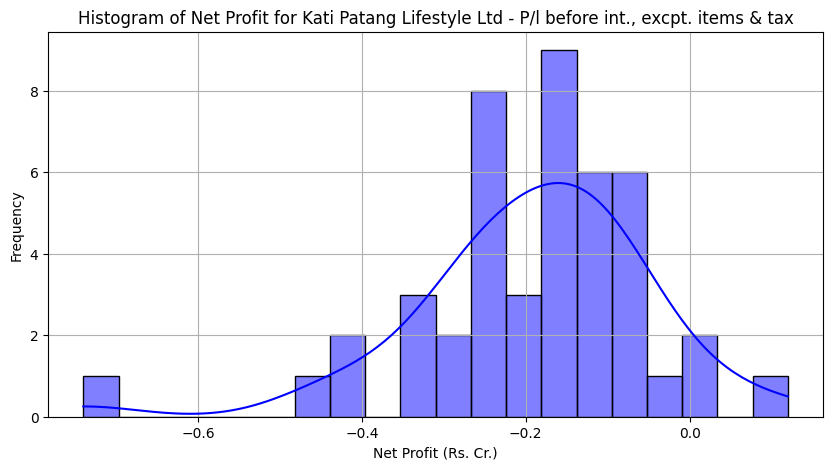 Histogram of Net Profit for Kati Patang Lifestyle Ltd - P/l before int., excpt. items & tax
8
6
4
2
0
Frequency
−0.6 −0.4 −0.2 0.0
Net Profit (Rs. Cr.)